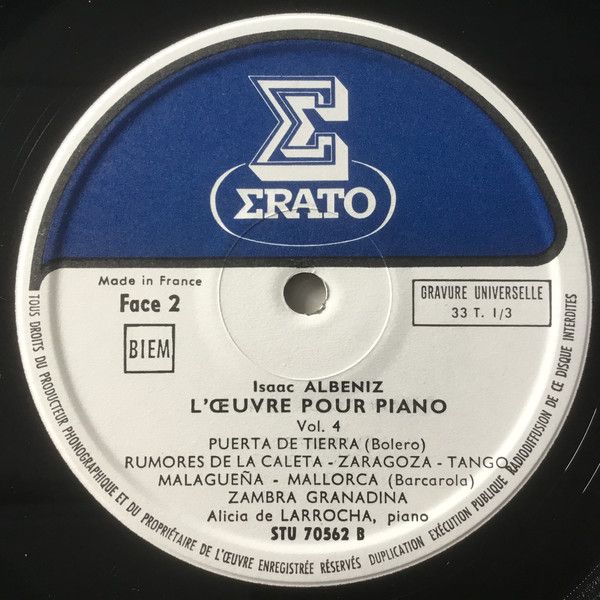 Σ
ΣRATO
Made in France
Face 2
BIEM
GRAVURE UNIVERSELLE
33 T. 1/3
Isaac ALBENIZ
L'ŒUVRE POUR PIANO
Vol. 4
PUERTA DE TIERRA (Bolero)
RUMORES DE LA CALETA - ZARAGOZA - TANGO
MALAGUEÑA - MALLORCA (Barcarola)
ZAMBRA GRANADINA
Alicia de LARROCHA, piano
STU 70562 B
TOUS DROITS DU PRODUCTEUR PHONOGRAPHIQUE ET DU PROPRIÉTAIRE DE L'ŒUVRE ENREGISTRÉE RÉSERVÉS DUPLICATION EXÉCUTION PUBLIQUE RADIODIFFUSION DE CE DISQUE INTERDITES